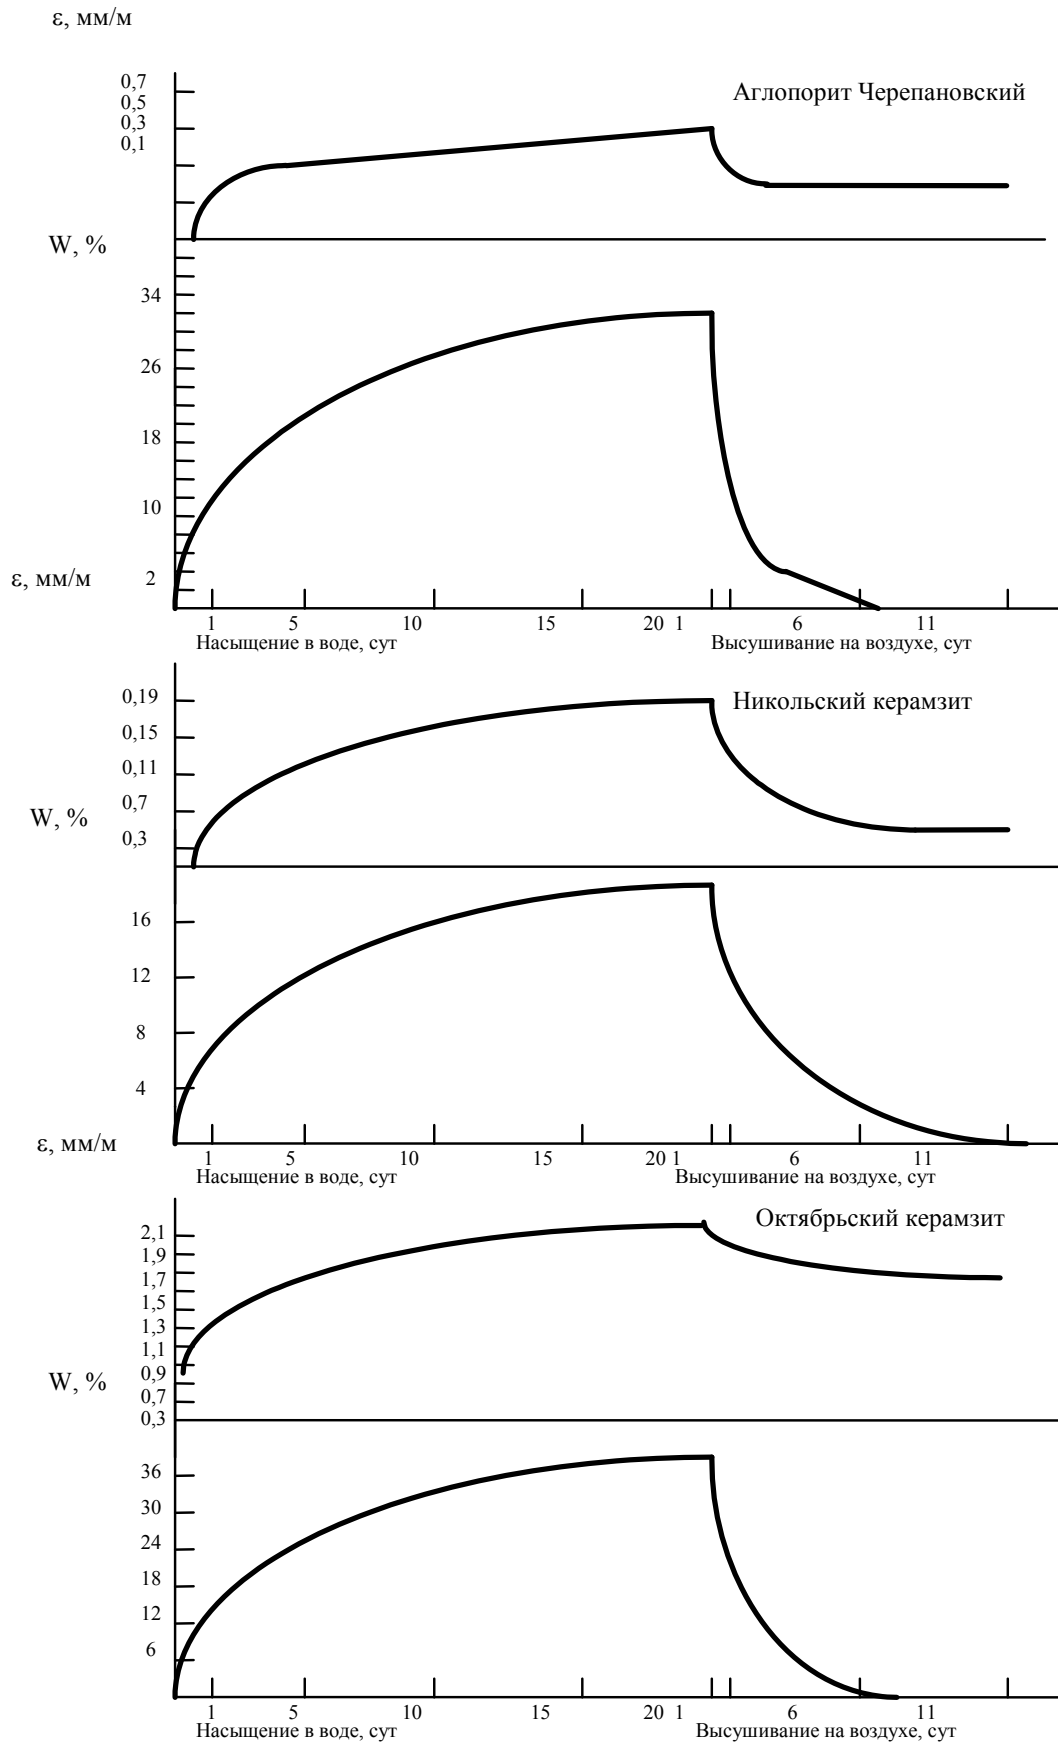 ε, мм/м
0,7
Аглопорит Черепановский
0,5
0,3
0,1
W, %
34
26
18
10
ε, мм/м
2
1 5 10 15 20 1 6 11
Насыщение в воде, сут Высушивание на воздухе, сут
0,19
Никольский керамзит
0,15
0,11
0,7
W, %
0,3
16
12
8
4
ε, мм/м
1 5 10 15 20 1 6 11
Насыщение в воде, сут Высушивание на воздухе, сут
Октябрьский керамзит
2,1
1,9
1,7
1,5
1,3
1,1
0,9
W, %
0,7
0,3
36
30
24
18
12
6
1 5 10 15 20 1 6 11
Насыщение в воде, сут Высушивание на воздухе, сут